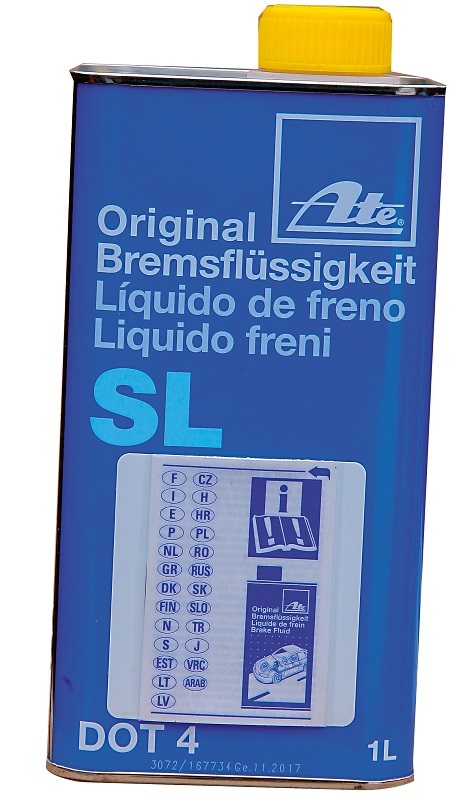 Ate®
Original
Bremsflüssigkeit
Líquido de freno
Liquido freni
SL
F CZ
I H
E HR
P PL
NL RO
GR RUS
DK SK
FIN SLO
N TR
S J
EST VRC
LT ARAB
LV
i
Ate
Original
Bremsflüssigkeit
Liquide de frein
Brake Fluid
DOT 4
1L
3072/167734Ge.11.2017